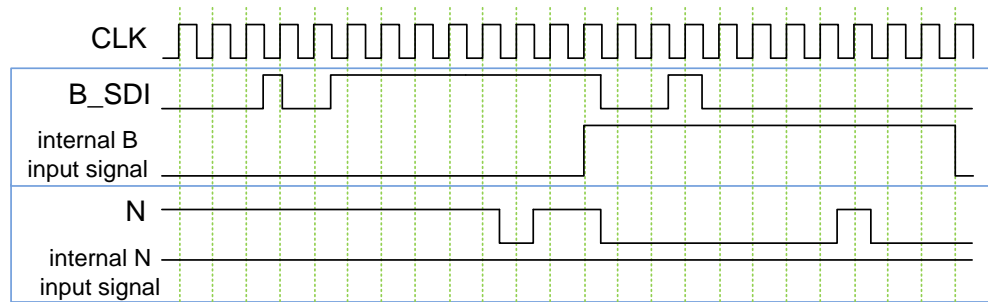 CLK
B_SDI
internal B
input signal
N
internal N
input signal